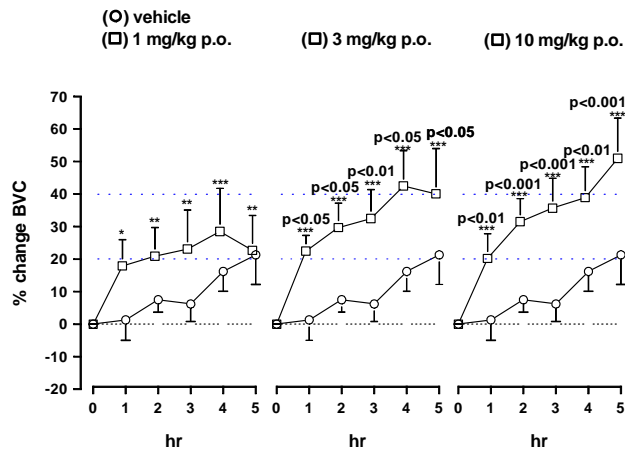 (O) vehicle
(□) 1 mg/kg p.o.
(□) 3 mg/kg p.o.
(□) 10 mg/kg p.o.
% change BVC
70
60
50
40
30
20
10
0
-10
-20
*
**
**
***
**
p<0.05
***
p<0.05
***
p<0.01
***
p<0.05
***
p<0.05
***
p<0.01
***
p<0.001
***
p<0.001
***
p<0.01
***
p<0.001
***
0 1 2 3 4 5
0 1 2 3 4 5
0 1 2 3 4 5
hr
hr
hr